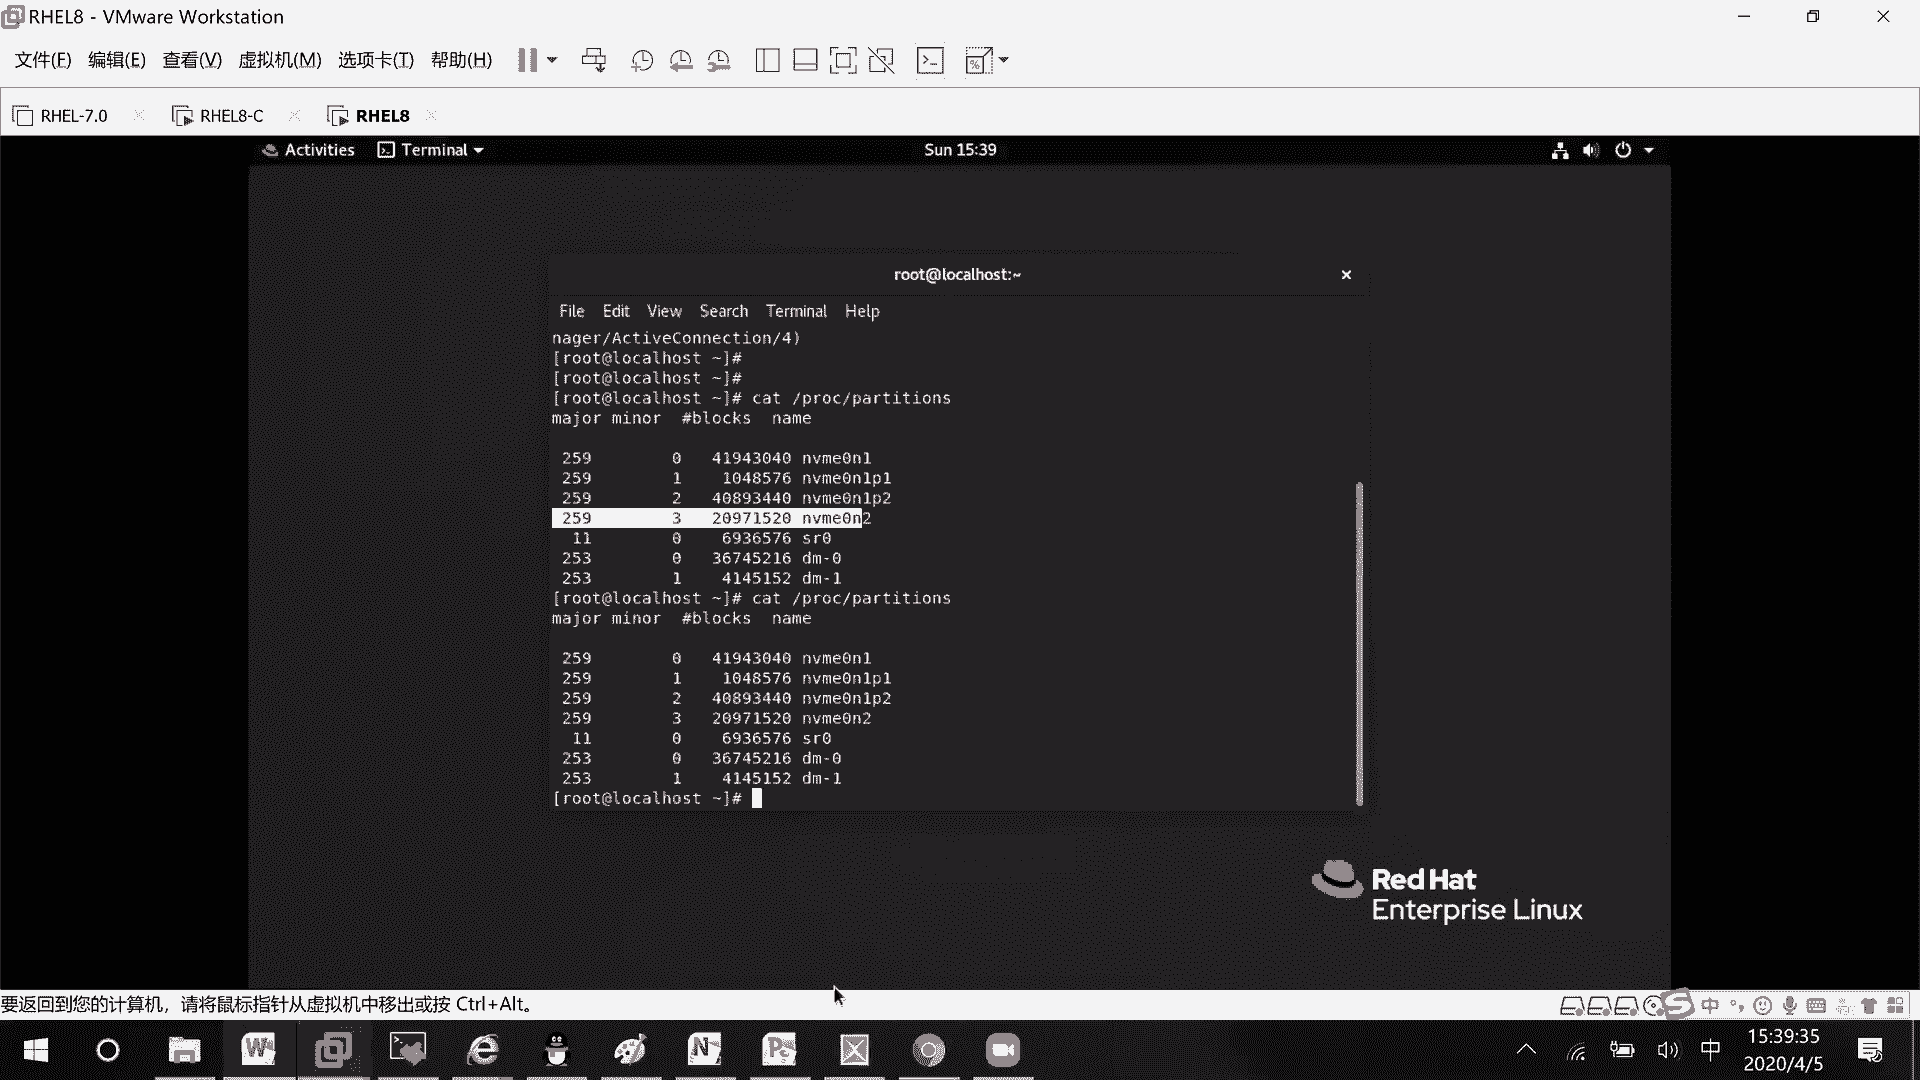 RHEL8 - VMware Workstation
文件(F) 编辑(E) 查看(V) 虚拟机(M) 选项卡(T) 帮助(H)
RHEL-7.0 RHEL8-C RHEL8
Activities Terminal Sun 15:39
root@localhost:~
File Edit View Search Terminal Help
nager/ActiveConnection/4)
[root@localhost ~]#
[root@localhost ~]#
[root@localhost ~]# cat /proc/partitions
major minor  #blocks  name
259        0   41943040 nvme0n1
259        1    1048576 nvme0n1p1
259        2   40893440 nvme0n1p2
259        3   20971520 nvme0n2
11        0    6936576 sr0
253        0   36745216 dm-0
253        1    4145152 dm-1
[root@localhost ~]# cat /proc/partitions
major minor  #blocks  name
259        0   41943040 nvme0n1
259        1    1048576 nvme0n1p1
259        2   40893440 nvme0n1p2
259        3   20971520 nvme0n2
11        0    6936576 sr0
253        0   36745216 dm-0
253        1    4145152 dm-1
[root@localhost ~]#
Red Hat
Enterprise Linux
要返回到您的计算机，请将鼠标指针从虚拟机中移出或按 Ctrl+Alt。
中
中
15:39:35
2020/4/5